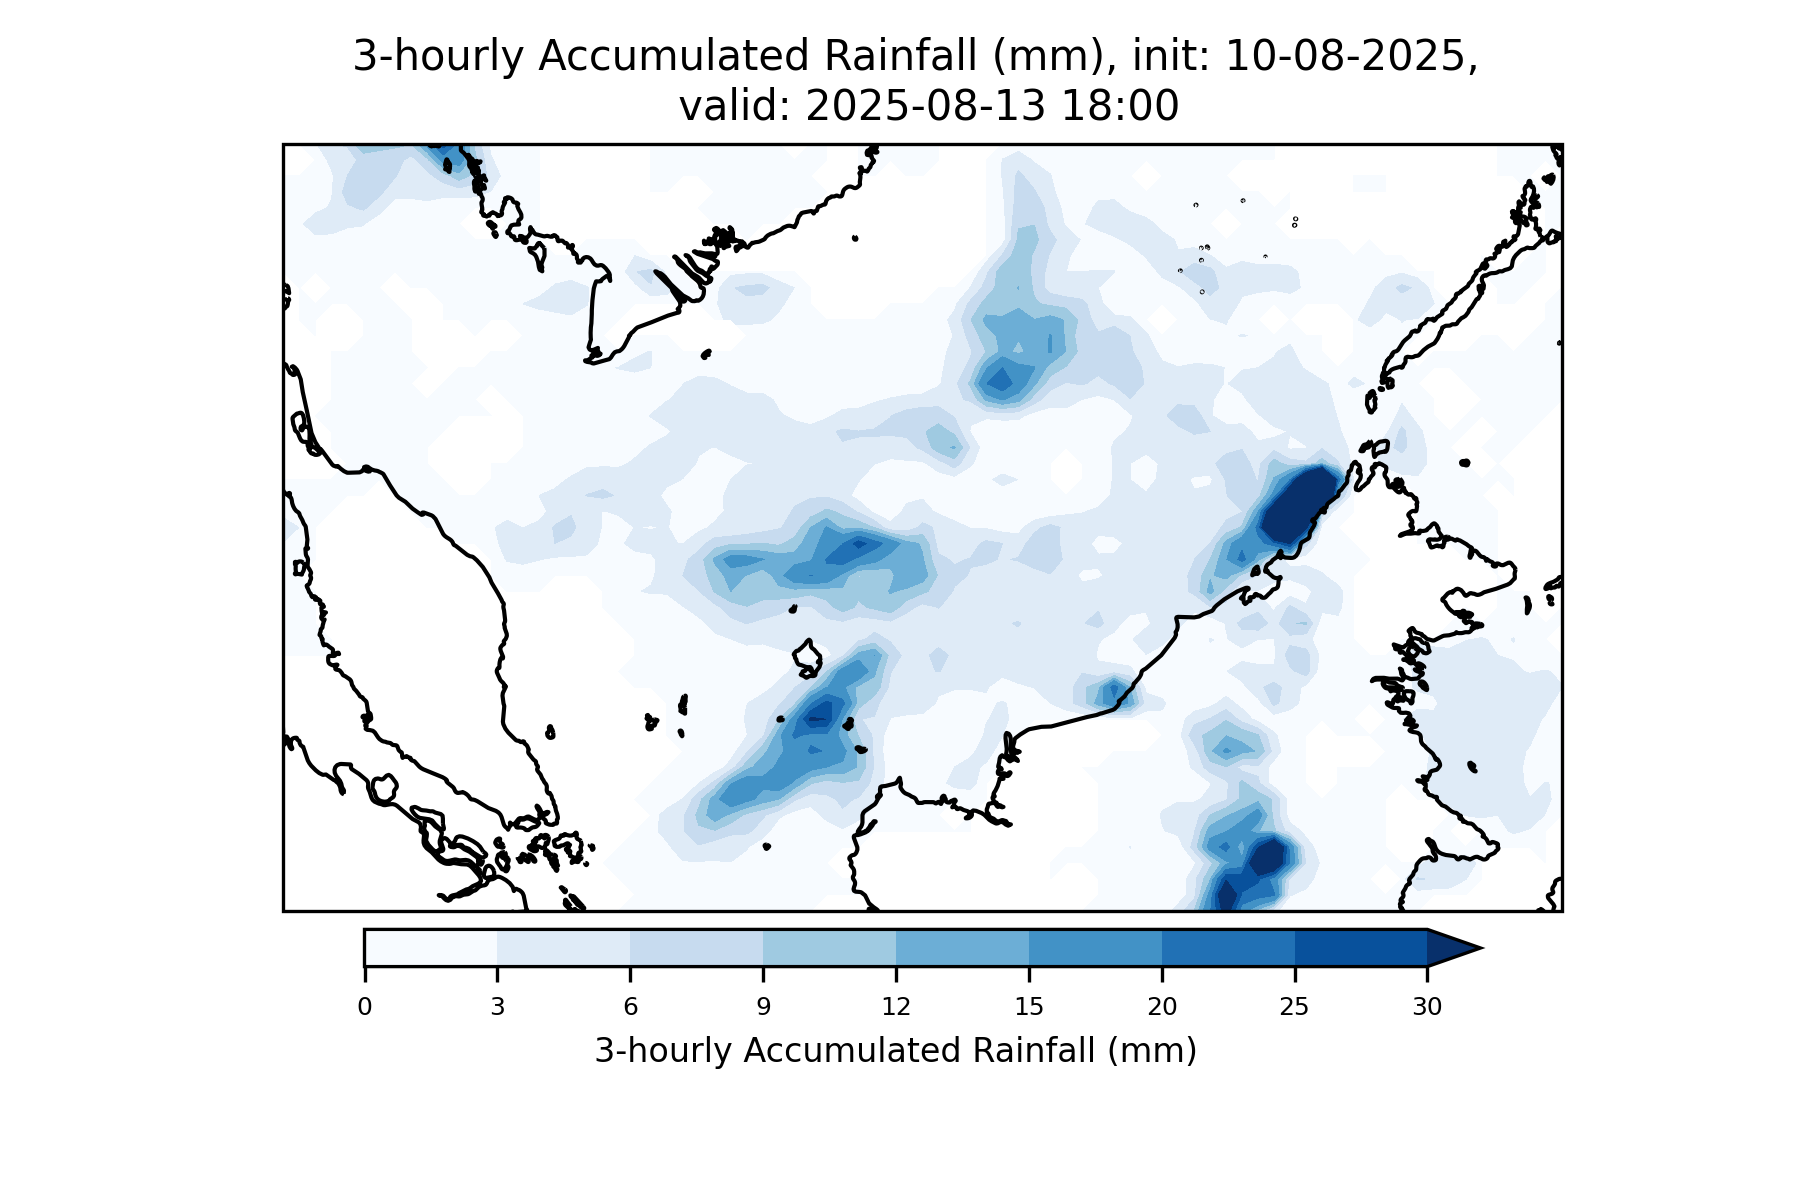 3-hourly Accumulated Rainfall (mm), init: 10-08-2025,
valid: 2025-08-13 18:00
0 3 6 9 12 15 20 25 30
3-hourly Accumulated Rainfall (mm)